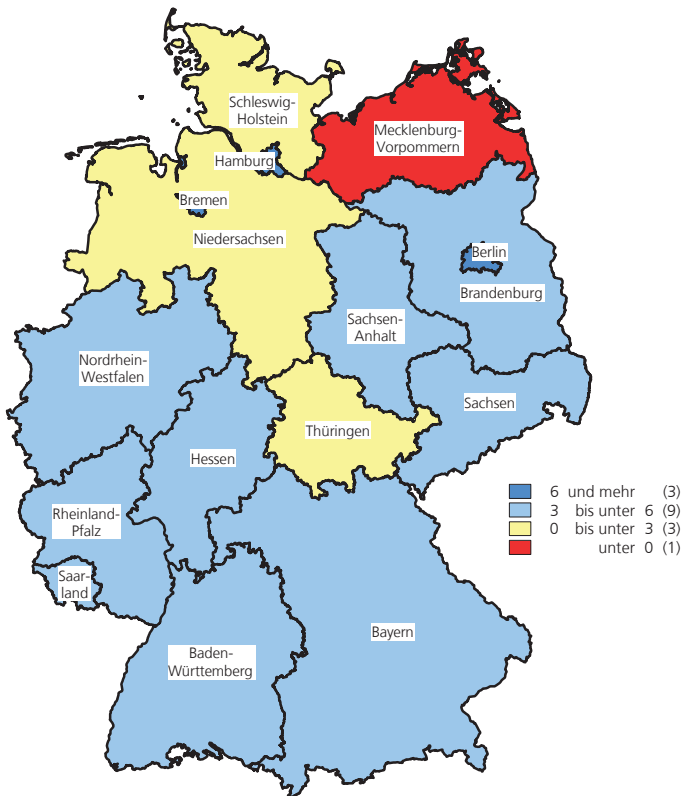 Schleswig-
Holstein
Mecklenburg-
Vorpommern
Hamburg
Bremen
Niedersachsen
Berlin
Brandenburg
Sachsen-
Anhalt
Nordrhein-
Westfalen
Sachsen
Thüringen
Hessen
Rheinland-
Pfalz
Saar-
land
Bayern
Baden-
Württemberg
6 und mehr (3)
3 bis unter 6 (9)
0 bis unter 3 (3)
unter 0 (1)